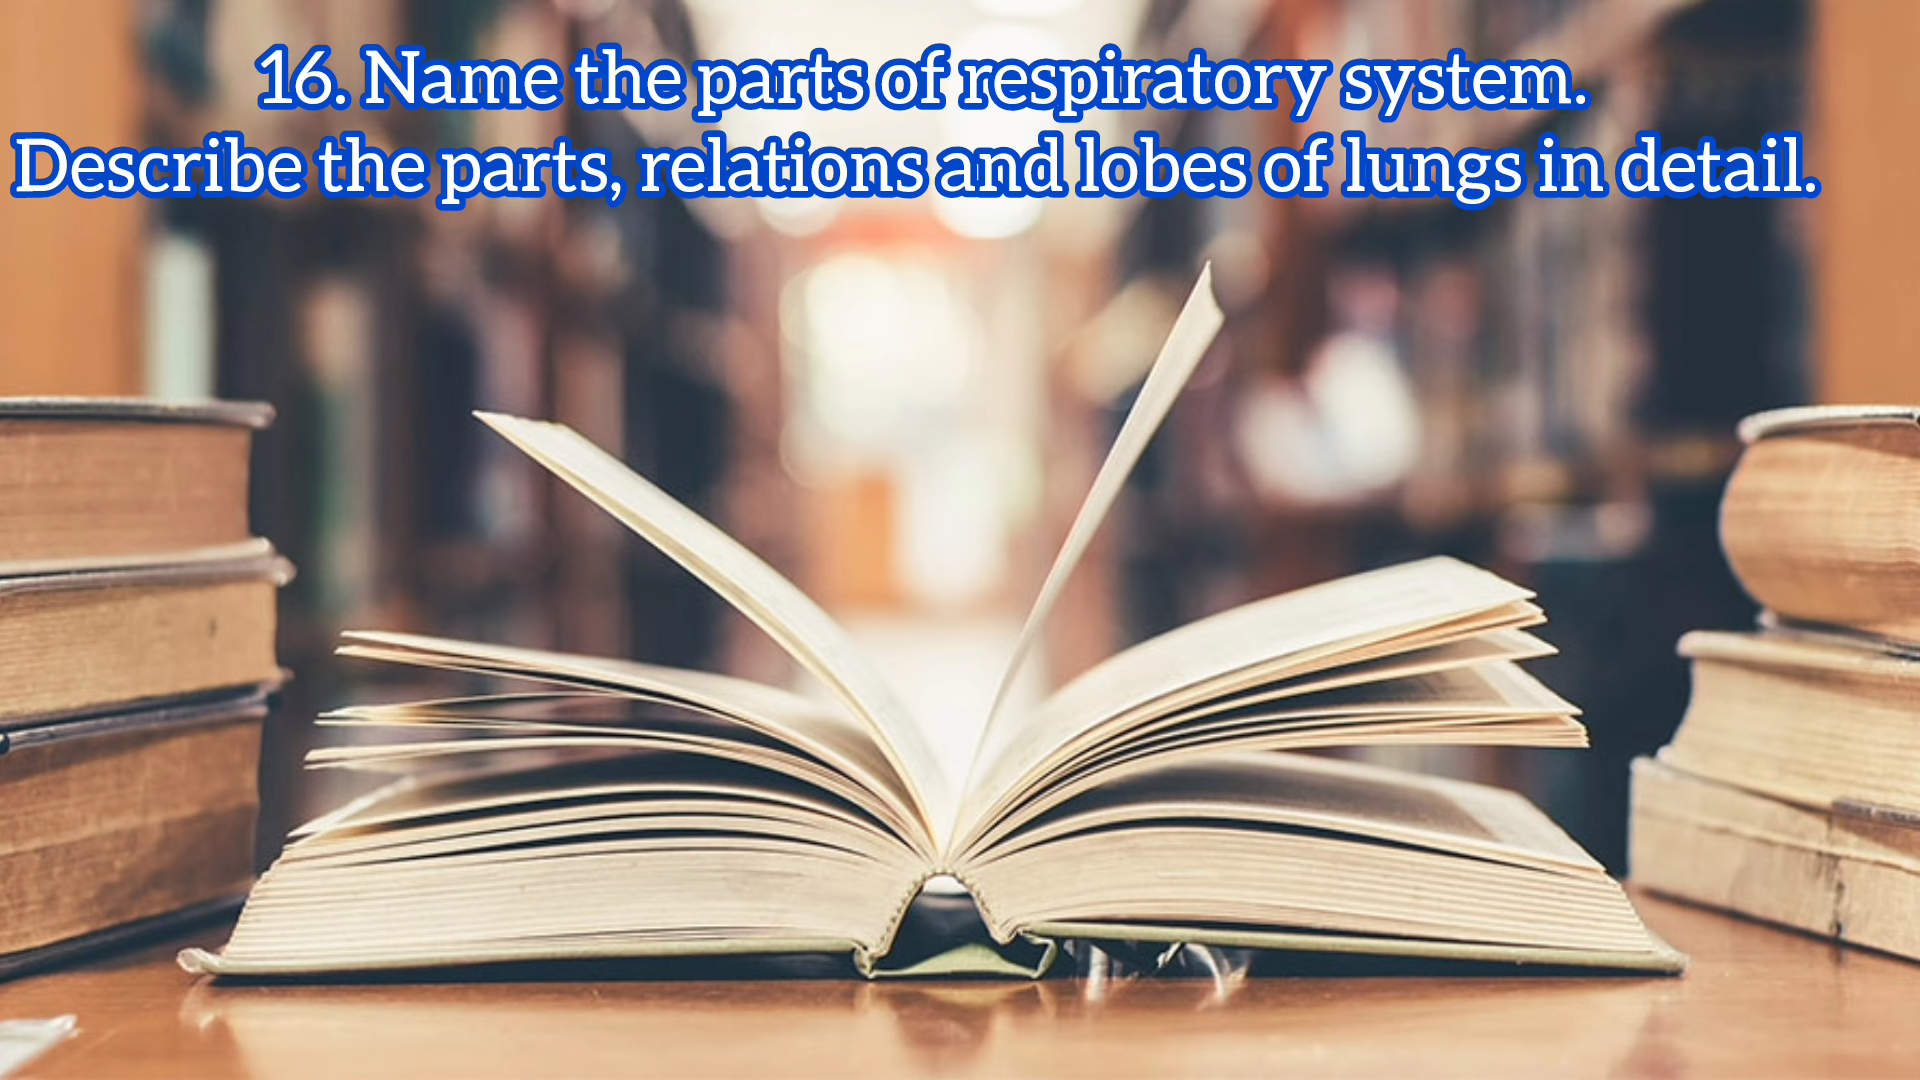 16. Name the parts of respiratory system.
Describe the parts, relations and lobes of lungs in detail.